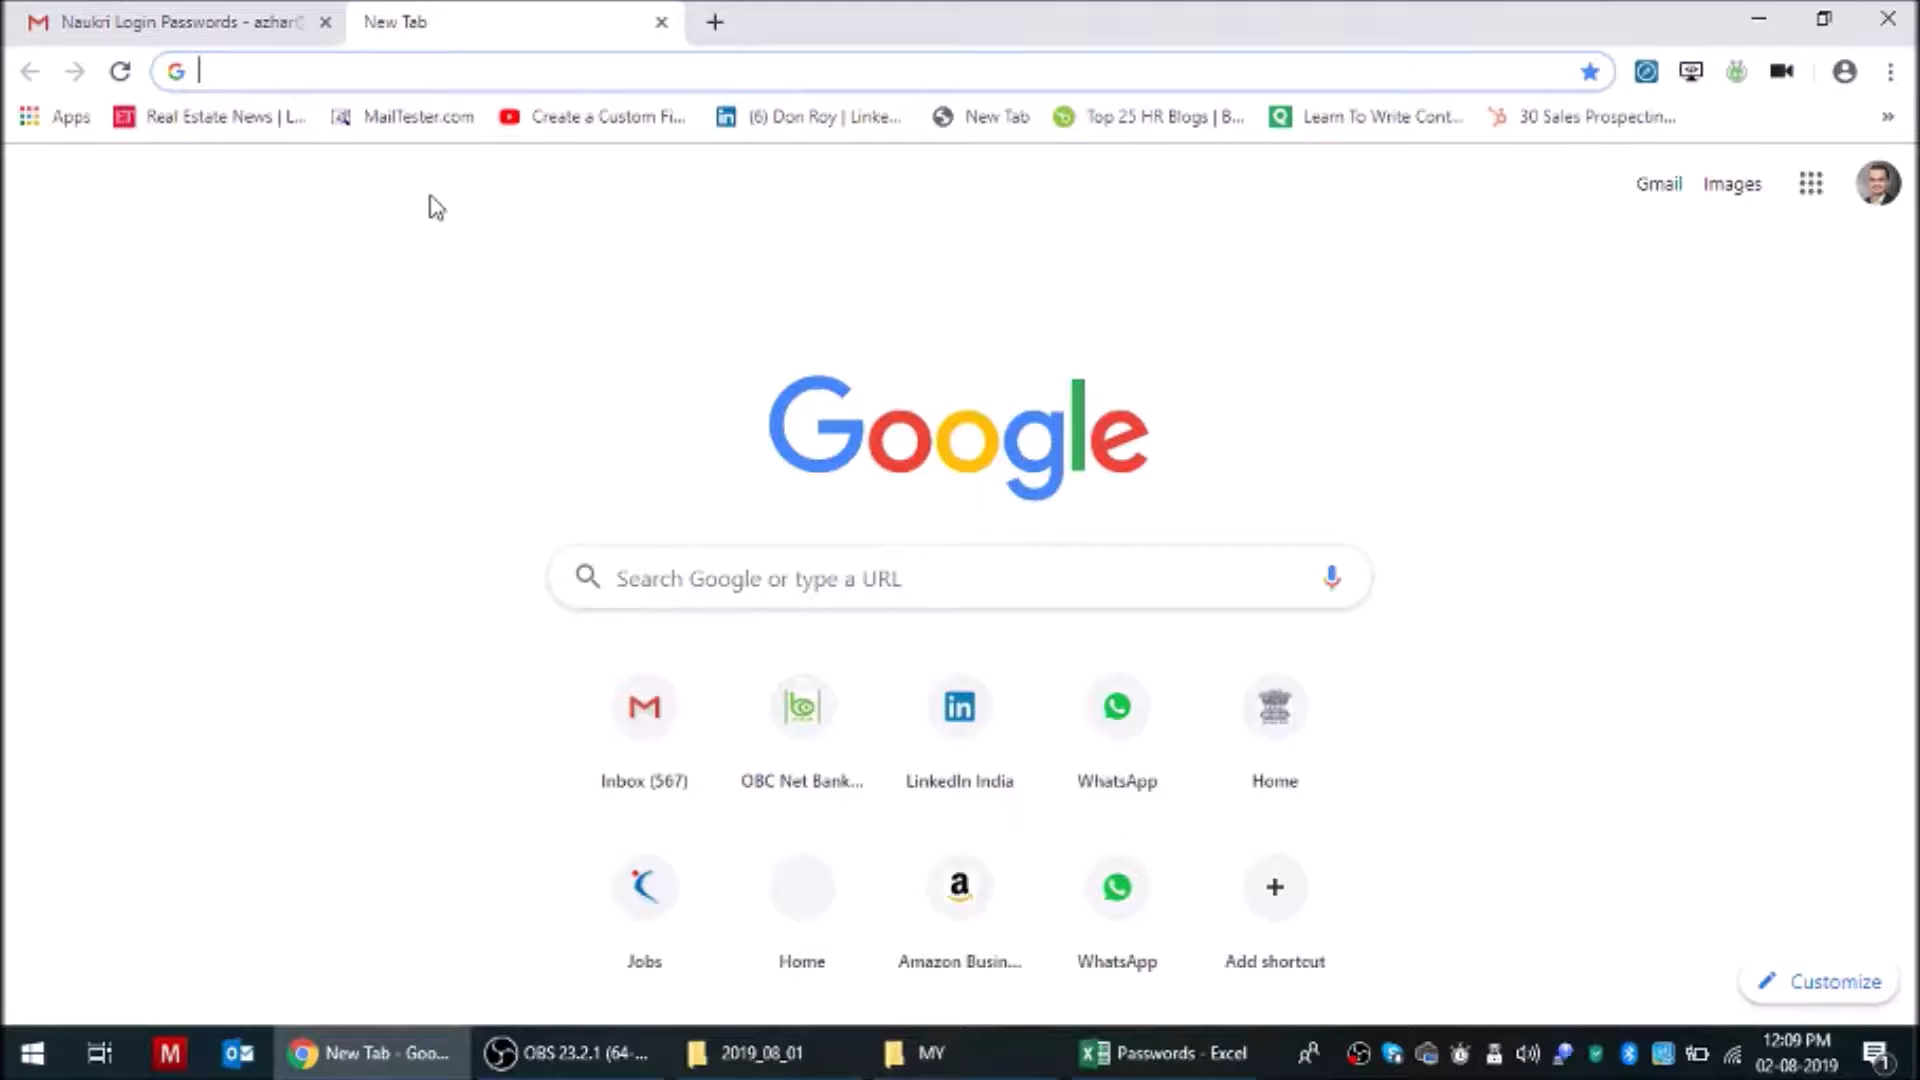 Naukri Login Passwords - azhar
New Tab
Apps
Real Estate News | L...
MailTester.com
Create a Custom Fi...
(6) Don Roy | Linke...
New Tab
Top 25 HR Blogs | B...
Learn To Write Cont...
30 Sales Prospectin...
»
Gmail
Images
Google
Search Google or type a URL
Inbox (567)
OBC Net Bank...
LinkedIn India
WhatsApp
Home
Jobs
Home
Amazon Busin...
WhatsApp
Add shortcut
Customize
New Tab - Goo...
OBS 23.2.1 (64-...
2019_08_01
MY
Passwords - Excel
12:09 PM
02-08-2019